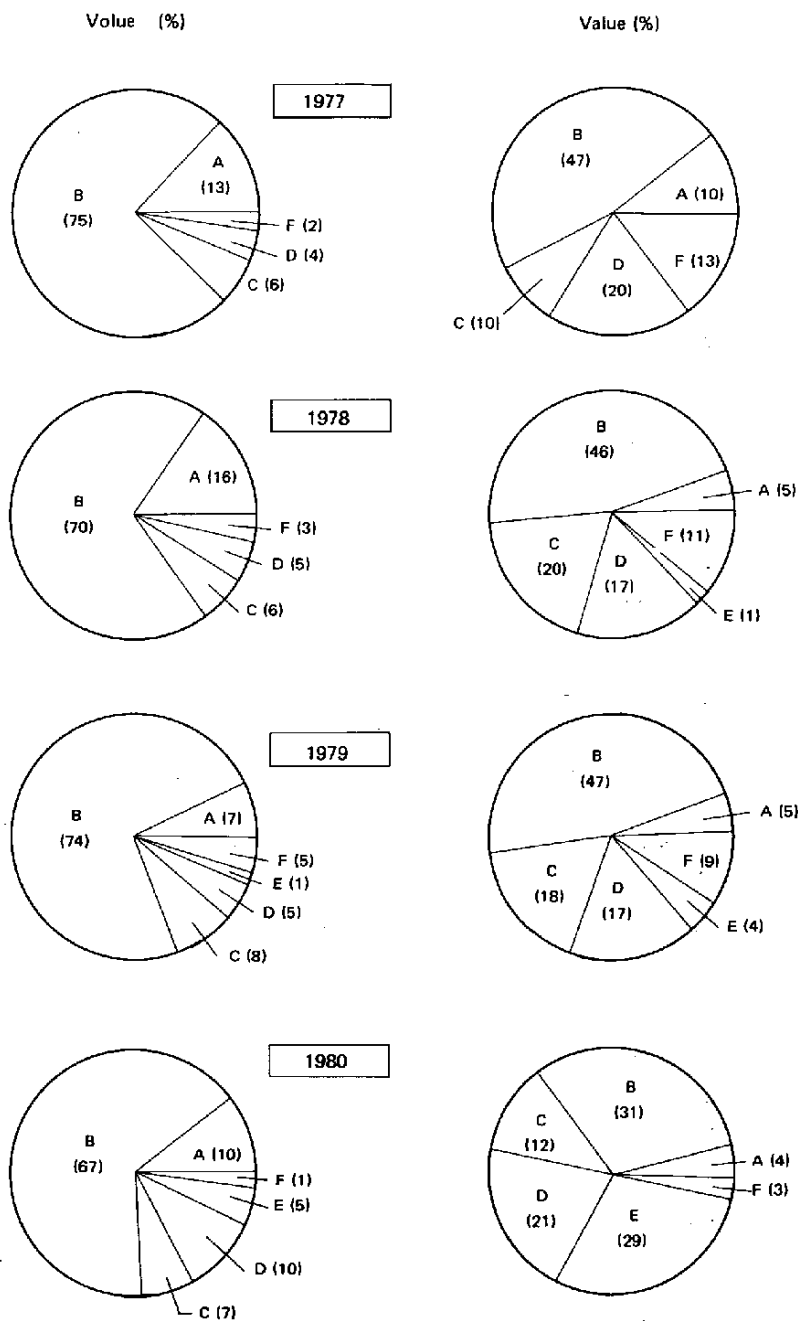 Volue (%)
Value (%)
1977
B
(75)
A
(13)
F (2)
D (4)
C (6)
B
(47)
A (10)
F (13)
D
(20)
C (10)
1978
B
(70)
A (16)
F (3)
D (5)
C (6)
B
(46)
A (5)
F (11)
E (1)
D
(17)
C
(20)
1979
B
(74)
A (7)
F (5)
E (1)
D (5)
C (8)
B
(47)
A (5)
F (9)
E (4)
D
(17)
C
(18)
1980
B
(67)
A (10)
F (1)
E (5)
D (10)
C (7)
B
(31)
A (4)
F (3)
E
(29)
D
(21)
C
(12)